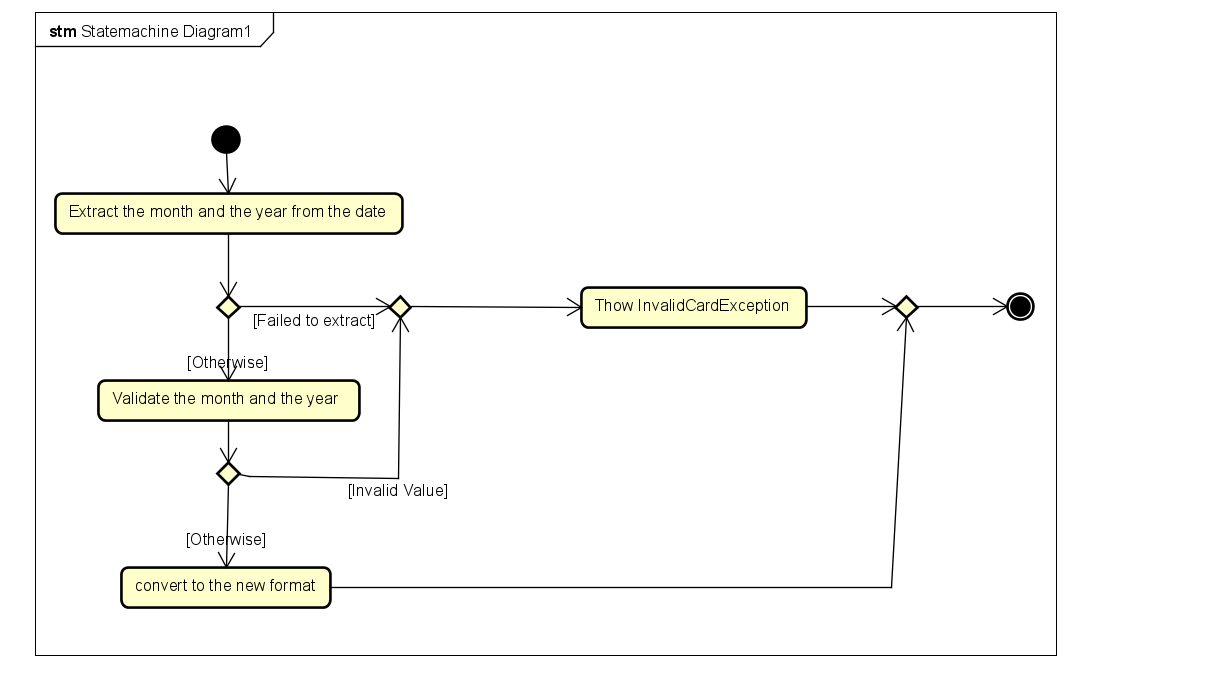 stm Statemachine Diagram1
Extract the month and the year from the date
[Failed to extract]
Thow InvalidCardException
[Otherwise]
Validate the month and the year
[Invalid Value]
[Otherwise]
convert to the new format